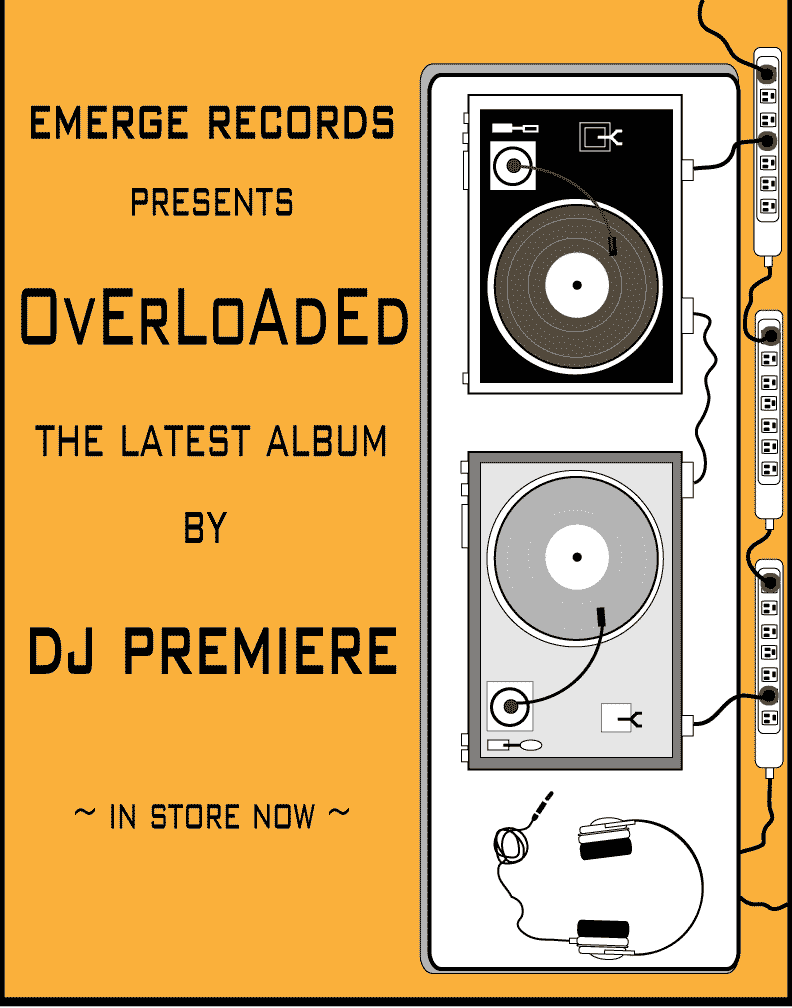 EMERGE RECORDS
PRESENTS
OvErLoAdEd
THE LATEST ALBUM
BY
DJ PREMIERE
~ IN STORE NOW ~